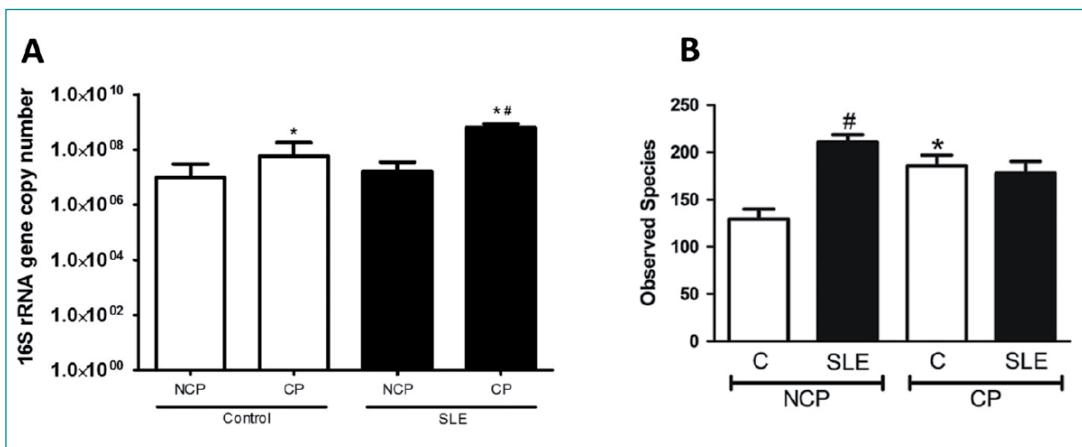 A
16S rRNA gene copy number
1.0×10^10
1.0×10^08
1.0×10^06
1.0×10^04
1.0×10^02
1.0×10^00
*
* #
NCP
CP
NCP
CP
Control
SLE
B
Observed Species
250
200
150
100
50
0
#
*
C
SLE
C
SLE
NCP
CP